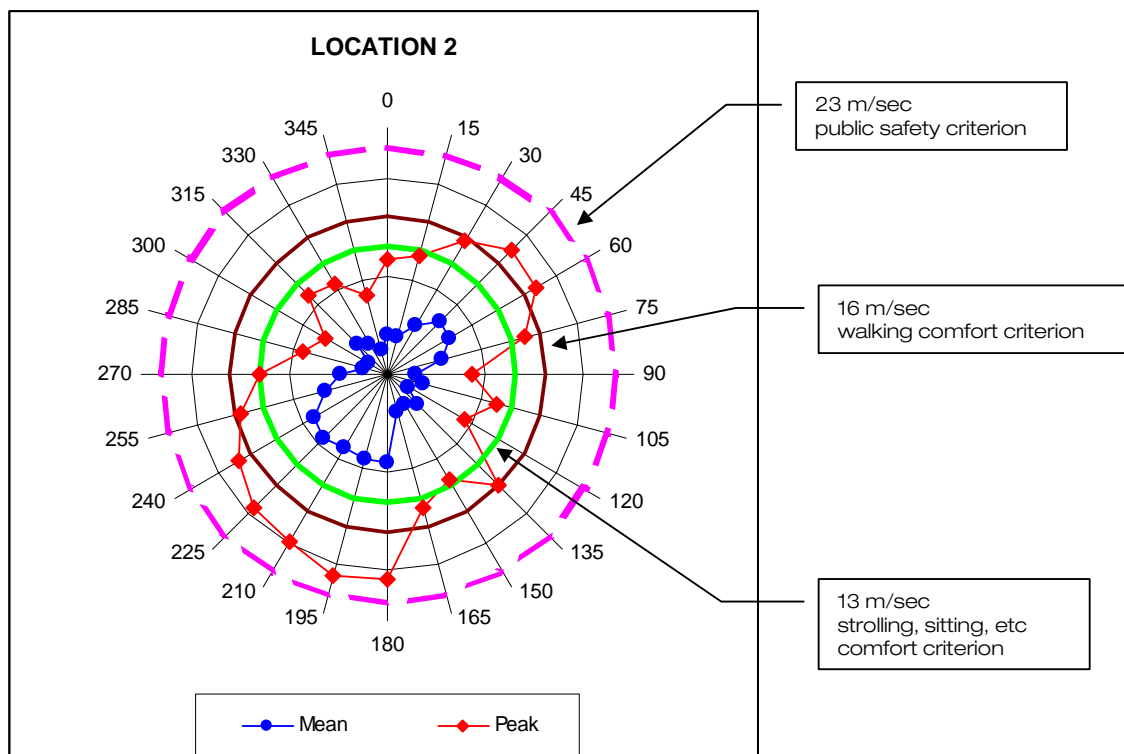 LOCATION 2
0
15
30
45
60
75
90
105
120
135
150
165
180
195
210
225
240
255
270
285
300
315
330
345
23 m/sec
public safety criterion
16 m/sec
walking comfort criterion
13 m/sec
strolling, sitting, etc
comfort criterion
Mean
Peak